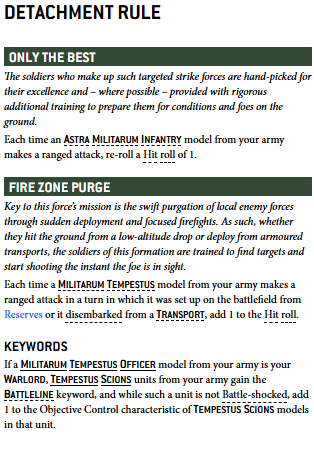 DETACHMENT RULE
ONLY THE BEST
The soldiers who make up such targeted strike forces are hand-picked for
their excellence and – where possible – provided with rigorous
additional training to prepare them for conditions and foes on the
ground.
Each time an ASTRA MILITARUM INFANTRY model from your army
makes a ranged attack, re-roll a Hit roll of 1.
FIRE ZONE PURGE
Key to this force's mission is the swift purgation of local enemy forces
through sudden deployment and focused firefights. As such, whether
they hit the ground from a low-altitude drop or deploy from armoured
transports, the soldiers of this formation are trained to find targets and
start shooting the instant the foe is in sight.
Each time a MILITARUM TEMPESTUS model from your army makes a
ranged attack in a turn in which it was set up on the battlefield from
Reserves or it disembarked from a TRANSPORT, add 1 to the Hit roll.
KEYWORDS
If a MILITARUM TEMPESTUS OFFICER model from your army is your
WARLORD, TEMPESTUS SCIONS units from your army gain the
BATTLELINE keyword, and while such a unit is not Battle-shocked, add
1 to the Objective Control characteristic of TEMPESTUS SCIONS models
in that unit.